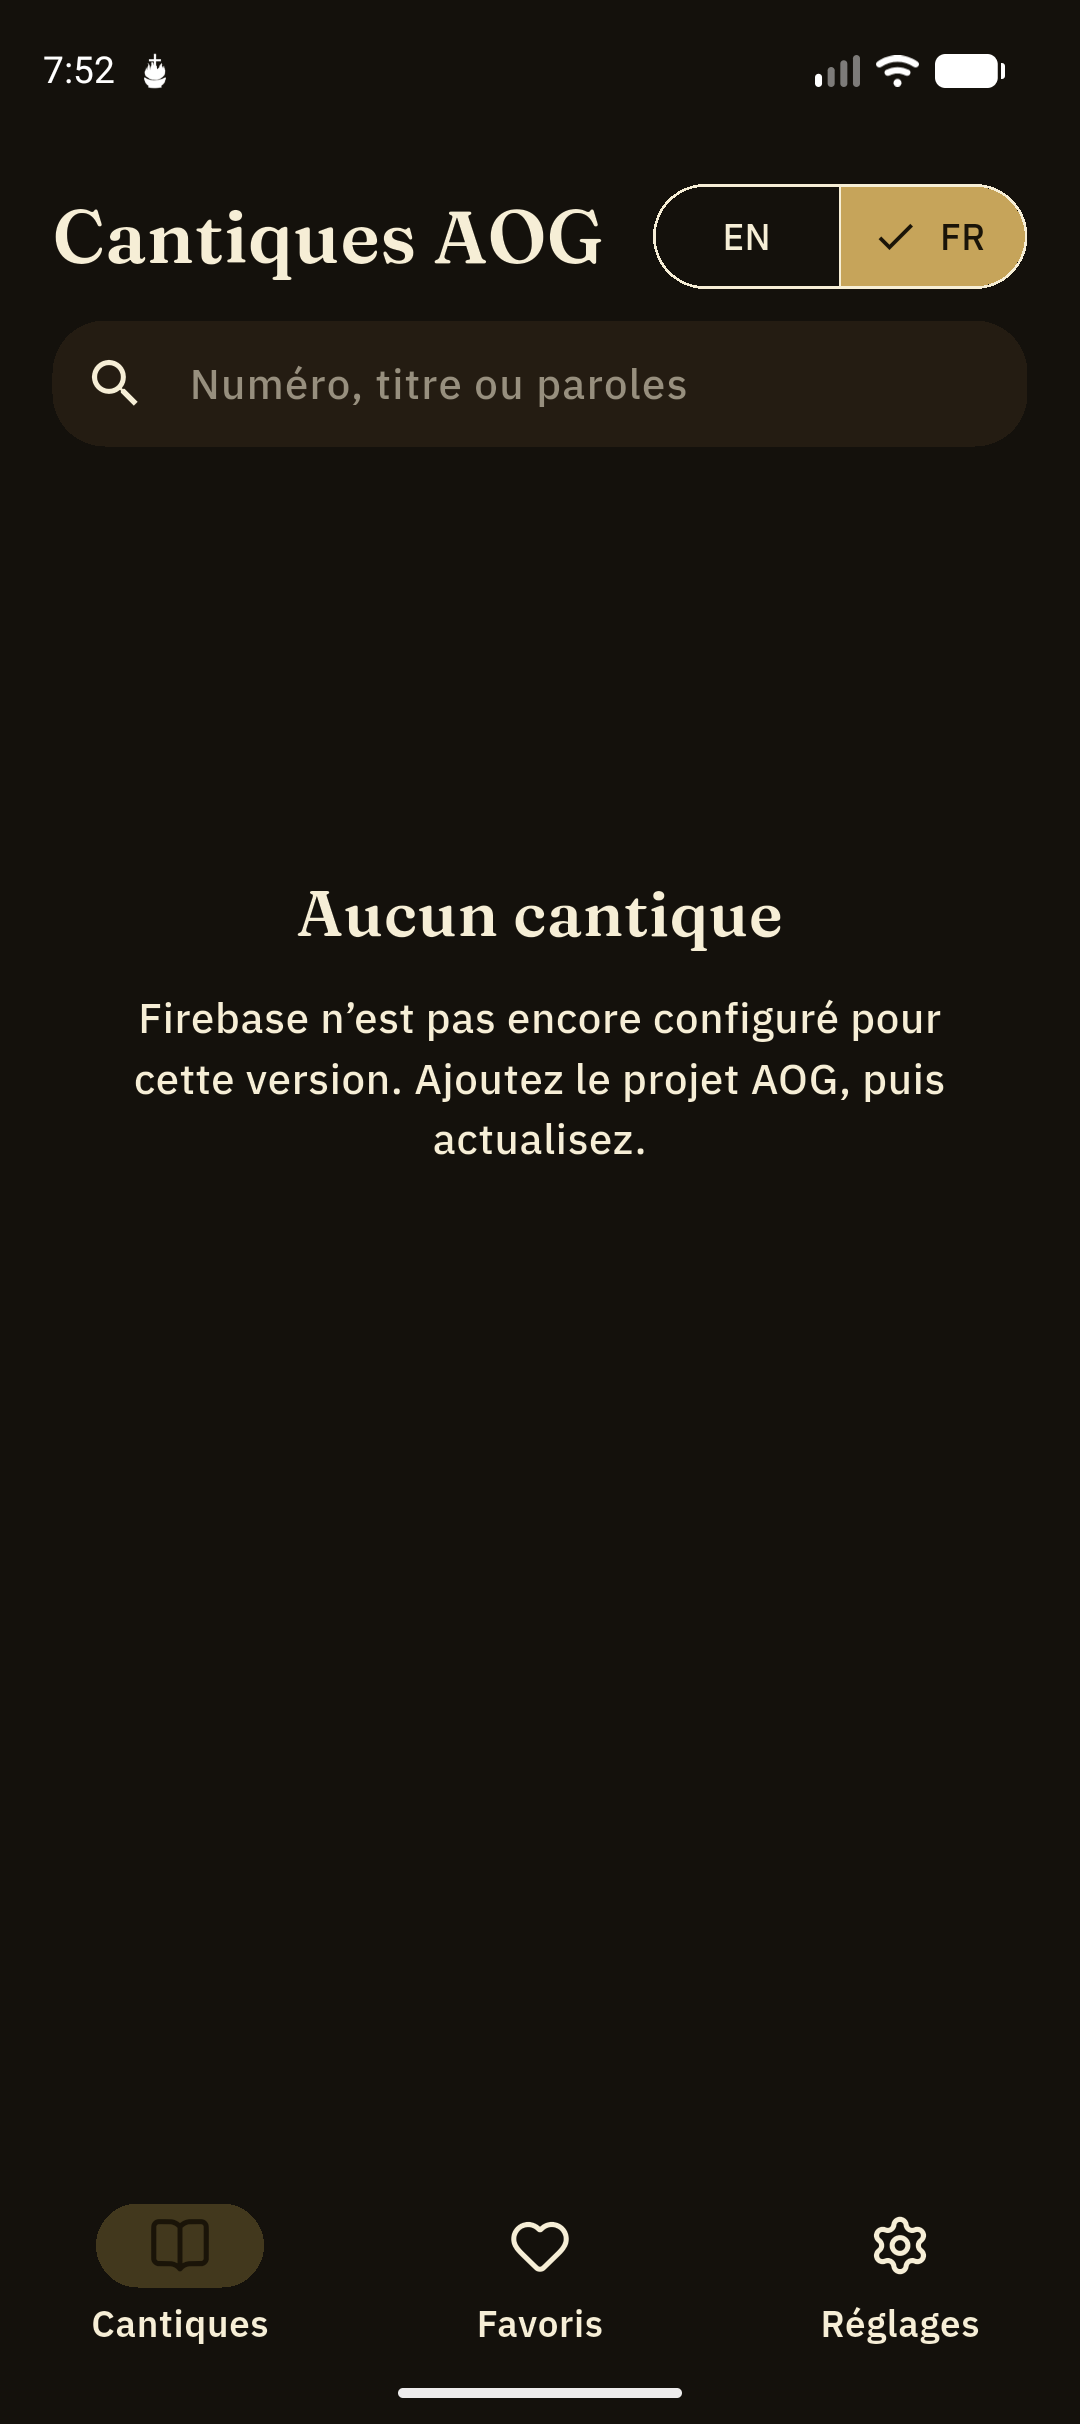 7:52
Cantiques AOG
EN
FR
Numéro, titre ou paroles
Aucun cantique
Firebase n’est pas encore configuré pour
cette version. Ajoutez le projet AOG, puis
actualisez.
Cantiques
Favoris
Réglages